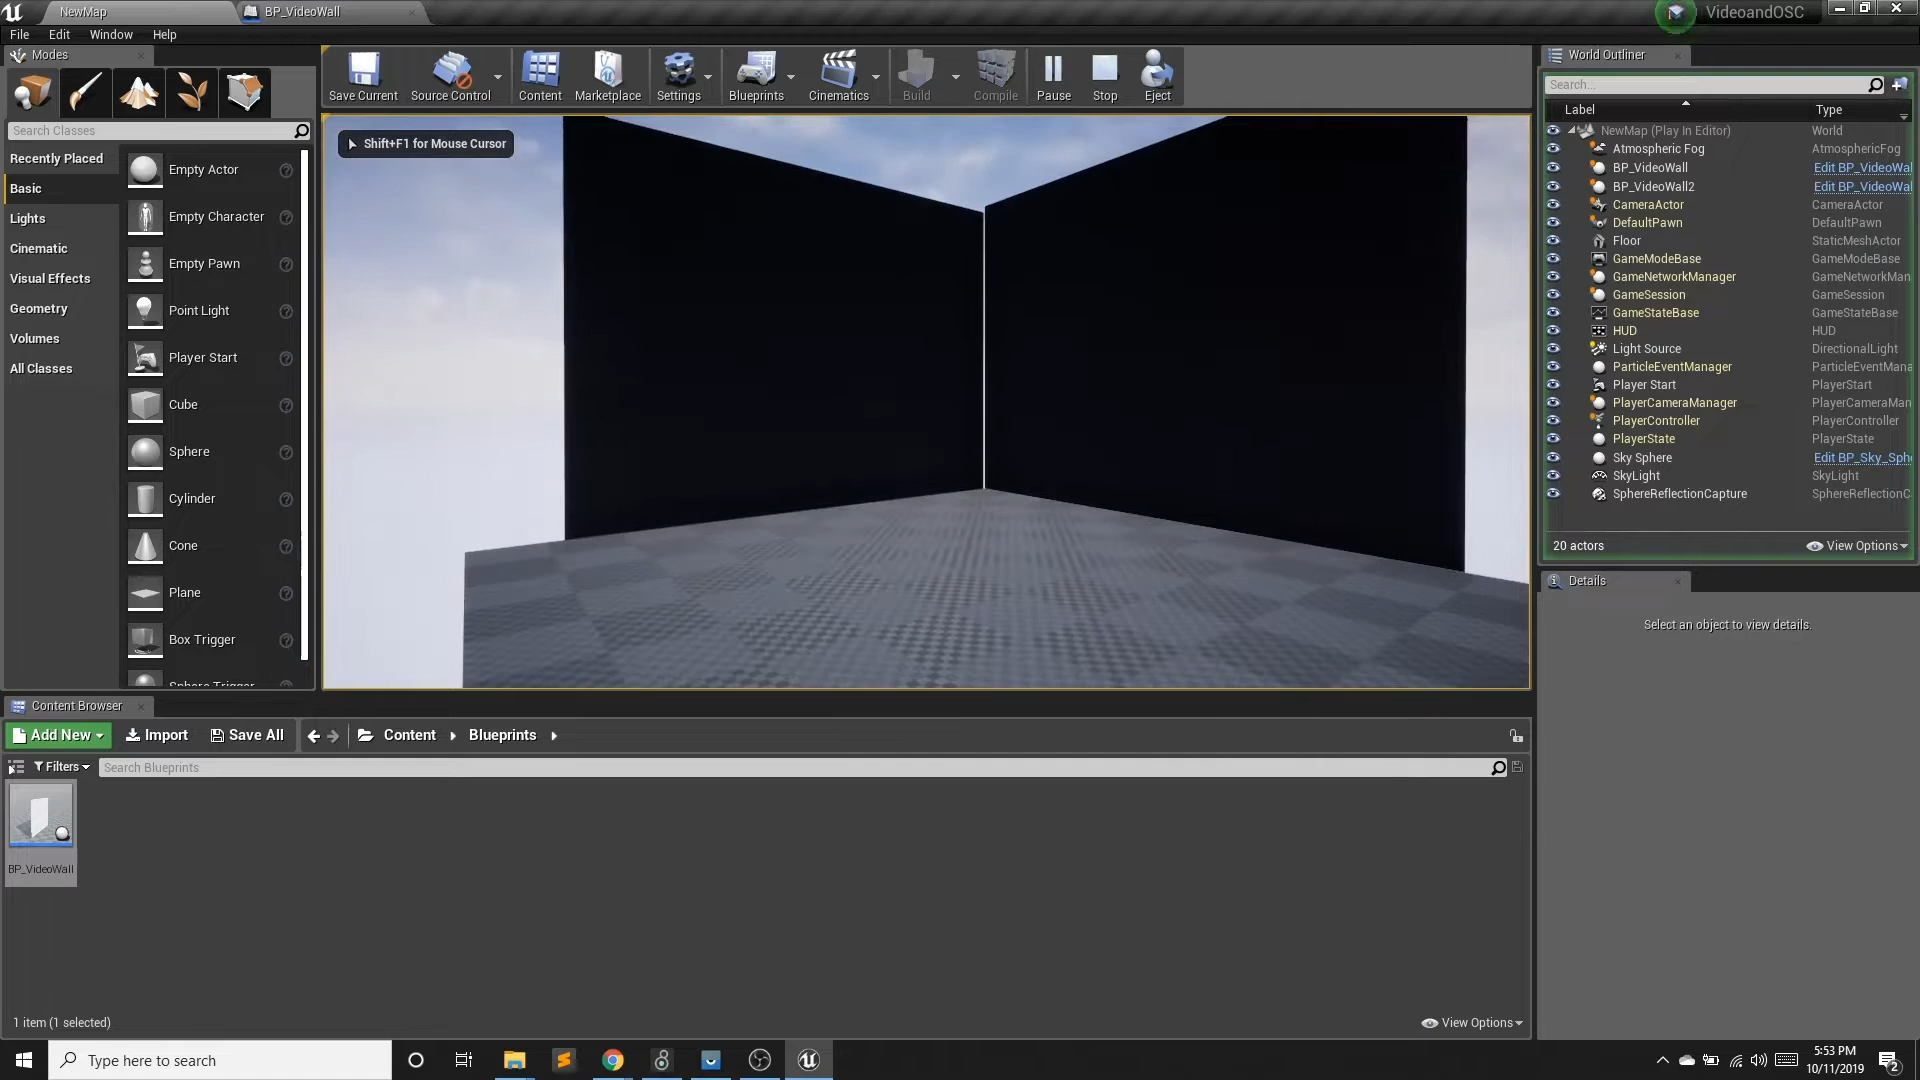 NewMap
BP_VideoWall
VideoandOSC
File
Edit
Window
Help
Modes
Search Classes
Recently Placed
Basic
Lights
Cinematic
Visual Effects
Geometry
Volumes
All Classes
Empty Actor
Empty Character
Empty Pawn
Point Light
Player Start
Cube
Sphere
Cylinder
Cone
Plane
Box Trigger
Sphere Trigger
Save Current
Source Control
Content
Marketplace
Settings
Blueprints
Cinematics
Build
Compile
Pause
Stop
Eject
Shift+F1 for Mouse Cursor
World Outliner
Search...
Label
Type
NewMap (Play In Editor)
World
Atmospheric Fog
AtmosphericFog
BP_VideoWall
Edit BP_VideoWal
BP_VideoWall2
Edit BP_VideoWal
CameraActor
CameraActor
DefaultPawn
DefaultPawn
Floor
StaticMeshActor
GameModeBase
GameModeBase
GameNetworkManager
GameNetworkMan
GameSession
GameSession
GameStateBase
GameStateBase
HUD
HUD
Light Source
DirectionalLight
ParticleEventManager
ParticleEventMana
Player Start
PlayerStart
PlayerCameraManager
PlayerCameraMan
PlayerController
PlayerController
PlayerState
PlayerState
Sky Sphere
Edit BP_Sky_Sphe
SkyLight
SkyLight
SphereReflectionCapture
SphereReflectionC
20 actors
View Options
Details
Select an object to view details.
Content Browser
Add New
Import
Save All
Content
Blueprints
Filters
Search Blueprints
BP_VideoWall
1 item (1 selected)
View Options
Type here to search
5:53 PM
10/11/2019
2